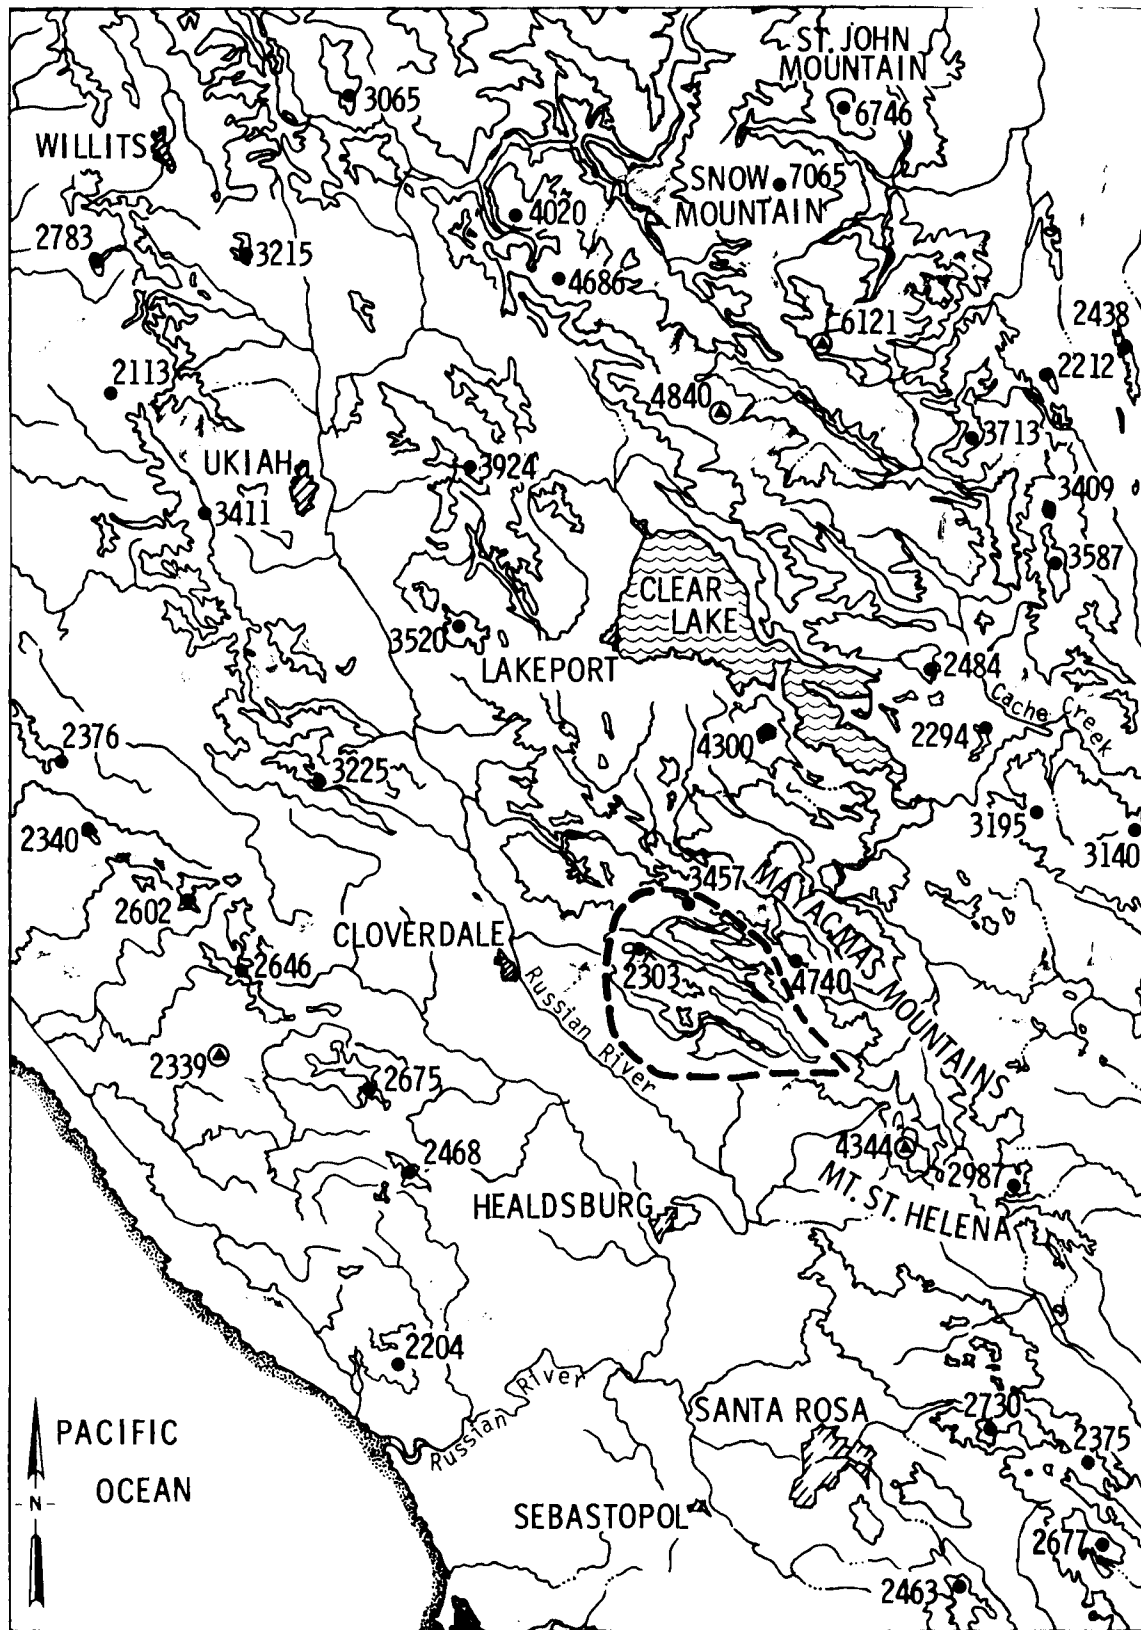 ST. JOHN
MOUNTAIN
3065
6746
WILLITS
SNOW 7065
MOUNTAIN
4020
2783
3215
4686
6121
2438
2212
2113
4840
3713
UKIAH
3924
3409
3411
3587
CLEAR
LAKE
3520
LAKEPORT
2484
Cache Creek
2376
4300
2294
3225
2340
3195
3140
2602
3457
MAYACMAS MOUNTAINS
CLOVERDALE
2646
2303
4740
Russian River
2339
2675
4344
2468
2987
MT. ST. HELENA
HEALDSBURG
2204
Russian River
SANTA ROSA
2730
PACIFIC
OCEAN
2375
N
SEBASTOPOL
2677
2463